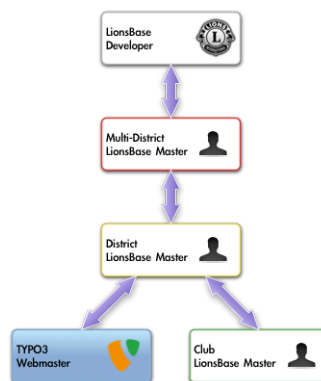 LionsBase
Developer
LIONS
L
Multi-District
LionsBase Master
District
LionsBase Master
TYPO3
Webmaster
Club
LionsBase Master